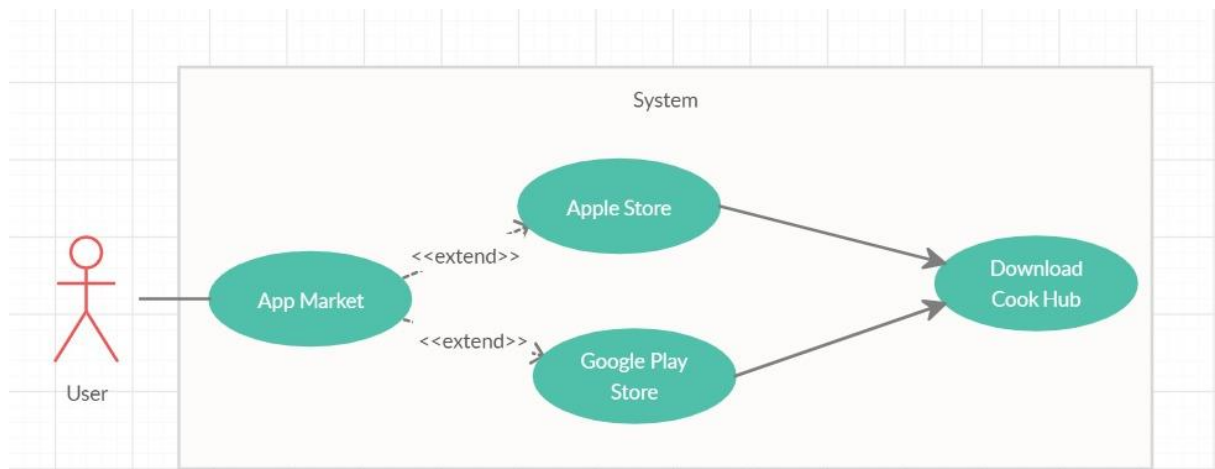 System
Apple Store
<<extend>>
App Market
Download
Cook Hub
<<extend>>
Google Play
Store
User